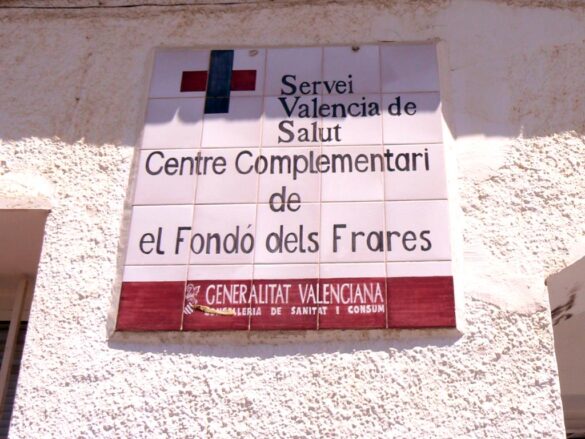 Servei
Valencia de
Salut
Centre Complementari
de
el Fondó dels Frares
GENERALITAT VALENCIANA
CONSELLERIA DE SANITAT I CONSUM